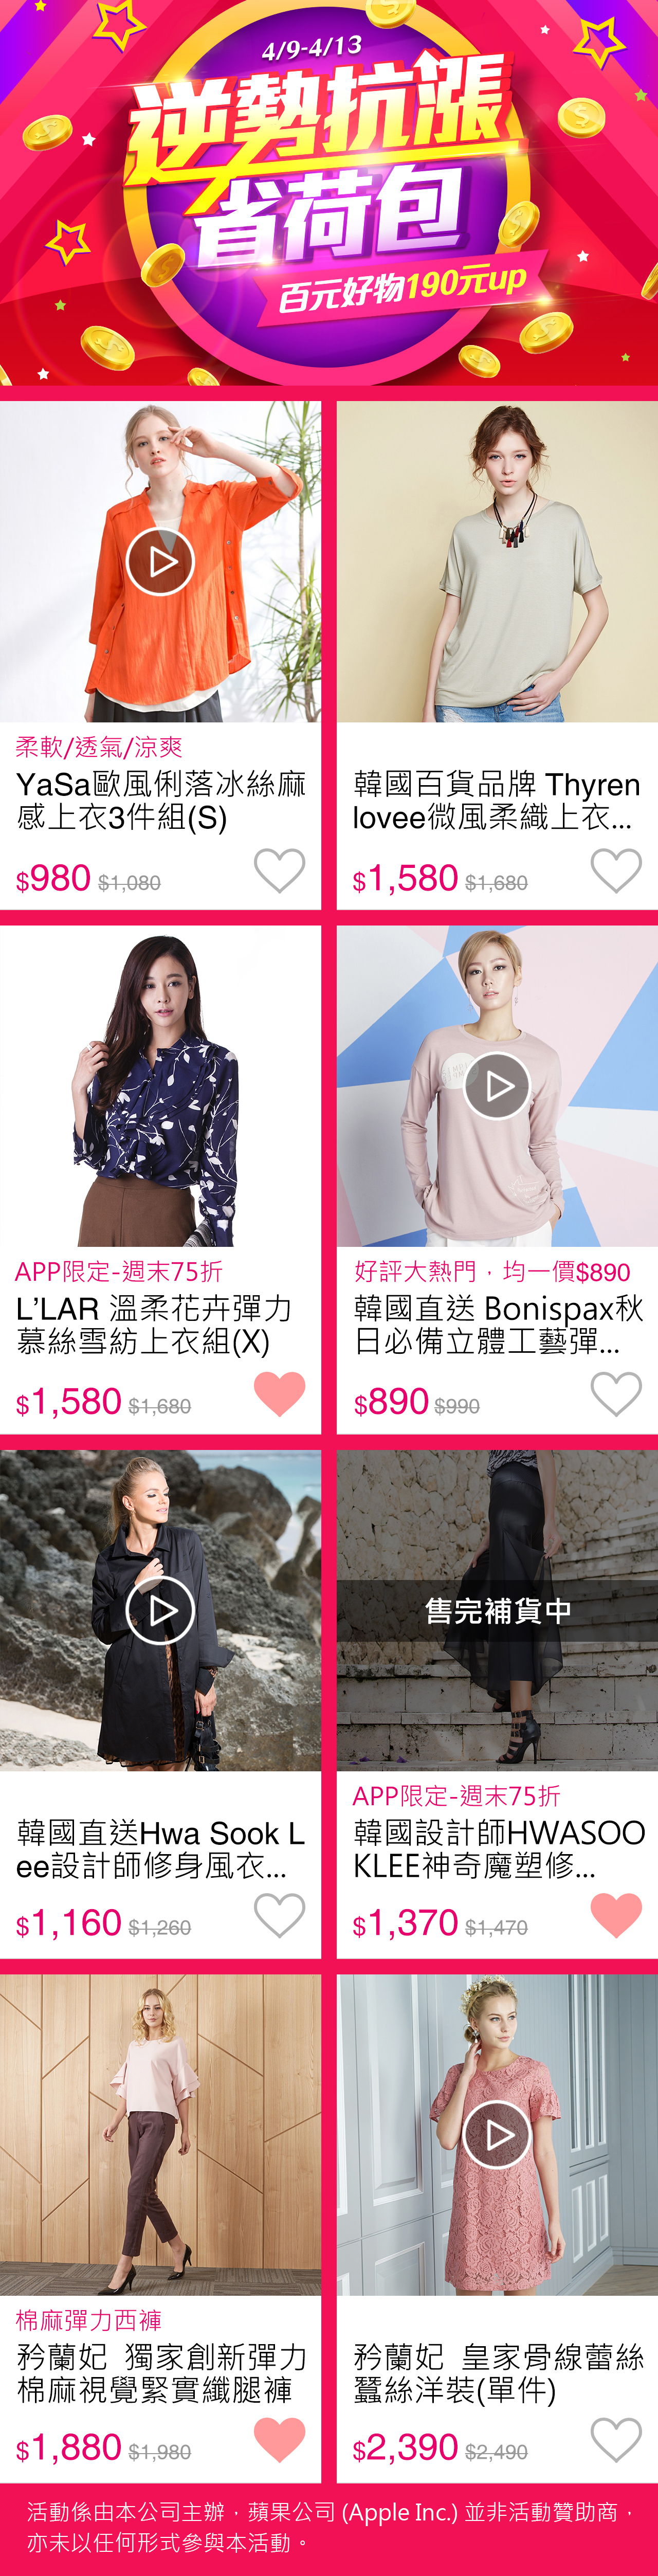 4/9-4/13
逆勢抗漲
省荷包
百元好物190元up
柔軟/透氣/涼爽
YaSa歐風俐落冰絲麻
感上衣3件組(S)
$980 $1,080
韓國百貨品牌 Thyren
lovee微風柔織上衣...
$1,580 $1,680
APP限定-週末75折
L’LAR 溫柔花卉彈力
慕絲雪紡上衣組(X)
$1,580 $1,680
好評大熱門，均一價$890
韓國直送 Bonispax秋
日必備立體工藝彈...
$890 $990
韓國直送Hwa Sook L
ee設計師修身風衣...
$1,160 $1,260
售完補貨中
APP限定-週末75折
韓國設計師HWASOO
KLEE神奇魔塑修...
$1,370 $1,470
棉麻彈力西褲
矜蘭妃 獨家創新彈力
棉麻視覺緊實纖腿褲
$1,880 $1,980
矜蘭妃 皇家骨線蕾絲
蠶絲洋裝(單件)
$2,390 $2,490
活動係由本公司主辦，蘋果公司 (Apple Inc.) 並非活動贊助商，
亦未以任何形式參與本活動。